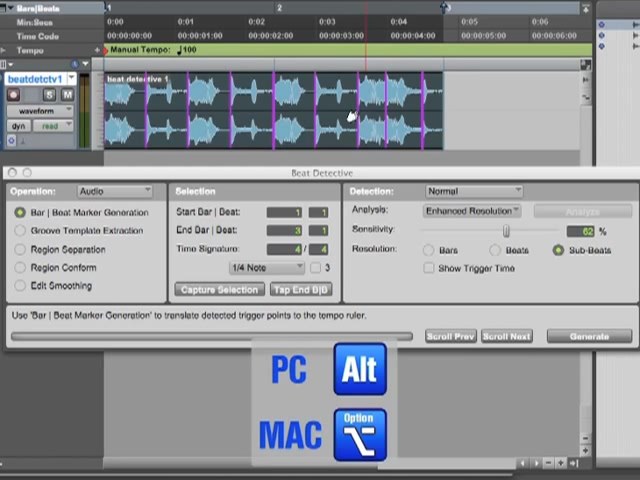 Bars|Beats 1 2 3
Min:Secs 0:00 0:01 0:02 0:03 0:04 0:05 0:06
Time Code 00:00:00:00 00:00:01:00 00:00:02:00 00:00:03:00 00:00:04:00 00:00:05:00 00:00:06:00
Tempo Manual Tempo: ♩100
beatdetctv1
beat detective 1
S M
waveform
dyn read
Beat Detective
Operation: Audio
Selection
Detection: Normal
Bar | Beat Marker Generation
Groove Template Extraction
Region Separation
Region Conform
Edit Smoothing
Start Bar | Beat: 1 1
End Bar | Beat: 3 1
Time Signature: 4 / 4
1/4 Note 3
Capture Selection Tap End B|B
Analysis: Enhanced Resolution Analyze
Sensitivity: 62 %
Resolution: Bars Beats Sub-Beats
Show Trigger Time
Use 'Bar | Beat Marker Generation' to translate detected trigger points to the tempo ruler.
Scroll Prev Scroll Next Generate
PC Alt
MAC Option